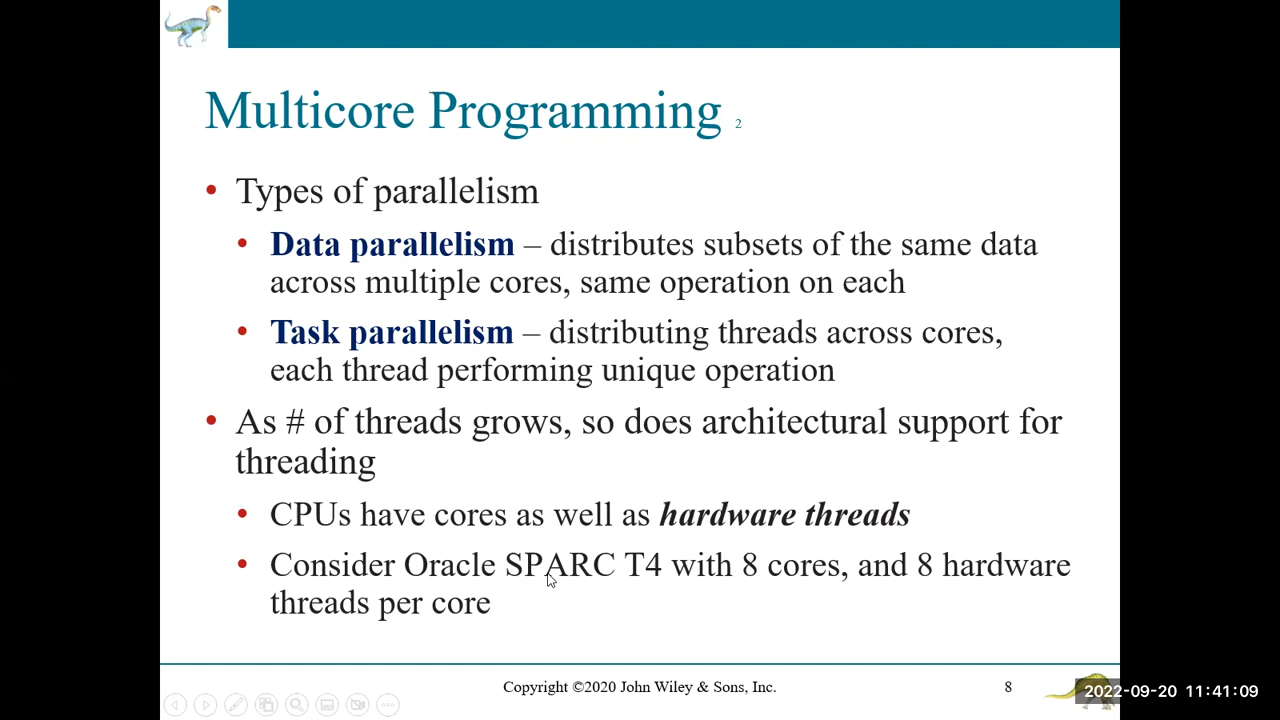 Multicore Programming 2
• Types of parallelism
• Data parallelism – distributes subsets of the same data
across multiple cores, same operation on each
• Task parallelism – distributing threads across cores,
each thread performing unique operation
• As # of threads grows, so does architectural support for
threading
• CPUs have cores as well as hardware threads
• Consider Oracle SPARC T4 with 8 cores, and 8 hardware
threads per core
Copyright ©2020 John Wiley & Sons, Inc.
8
2022-09-20 11:41:09